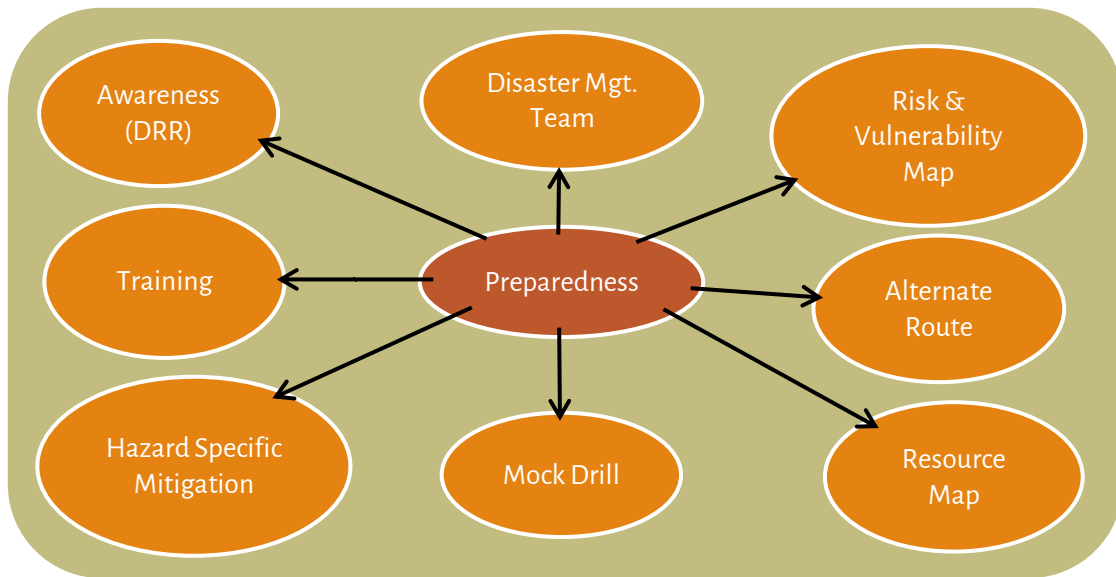 Awareness
(DRR)
Disaster Mgt.
Team
Risk &
Vulnerability
Map
Training
Preparedness
Alternate
Route
Hazard Specific
Mitigation
Mock Drill
Resource
Map